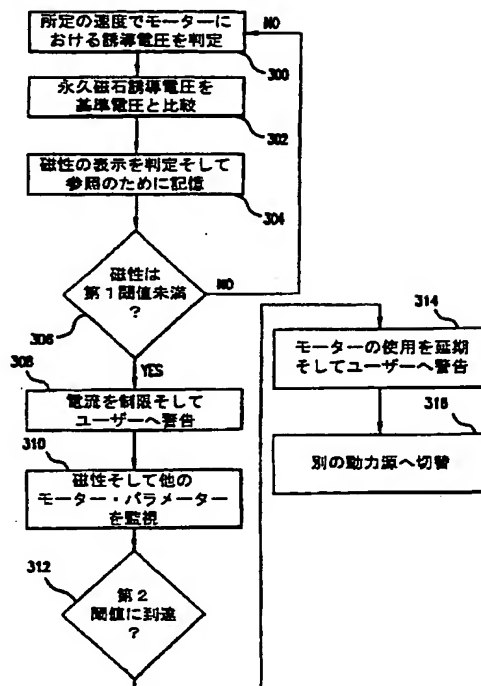 所定の速度でモーターに
おける誘導電圧を判定
300
NO
永久磁石誘導電圧を
基準電圧と比較
302
磁性の表示を判定そして
参照のために記憶
304
磁性は
第1閾値未満
?
306
NO
YES
308
電流を制限そして
ユーザーへ警告
310
磁性そして他の
モーター・パラメーター
を監視
312
第2
閾値に到達
?
314
モーターの使用を延期
そしてユーザーへ警告
316
別の動力源へ切替